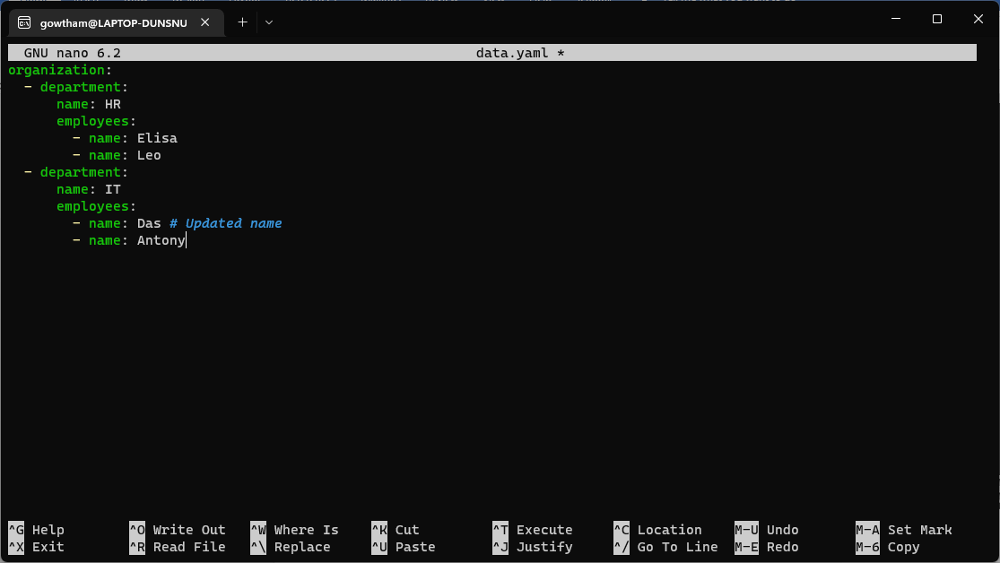 gowtham@LAPTOP-DUNSNU
GNU nano 6.2 data.yaml *
organization:
  - department:
      name: HR
      employees:
        - name: Elisa
        - name: Leo
  - department:
      name: IT
      employees:
        - name: Das # Updated name
        - name: Antony
^G Help ^O Write Out ^W Where Is ^K Cut ^T Execute ^C Location M-U Undo M-A Set Mark
^X Exit ^R Read File ^\ Replace ^U Paste ^J Justify ^/ Go To Line M-E Redo M-6 Copy